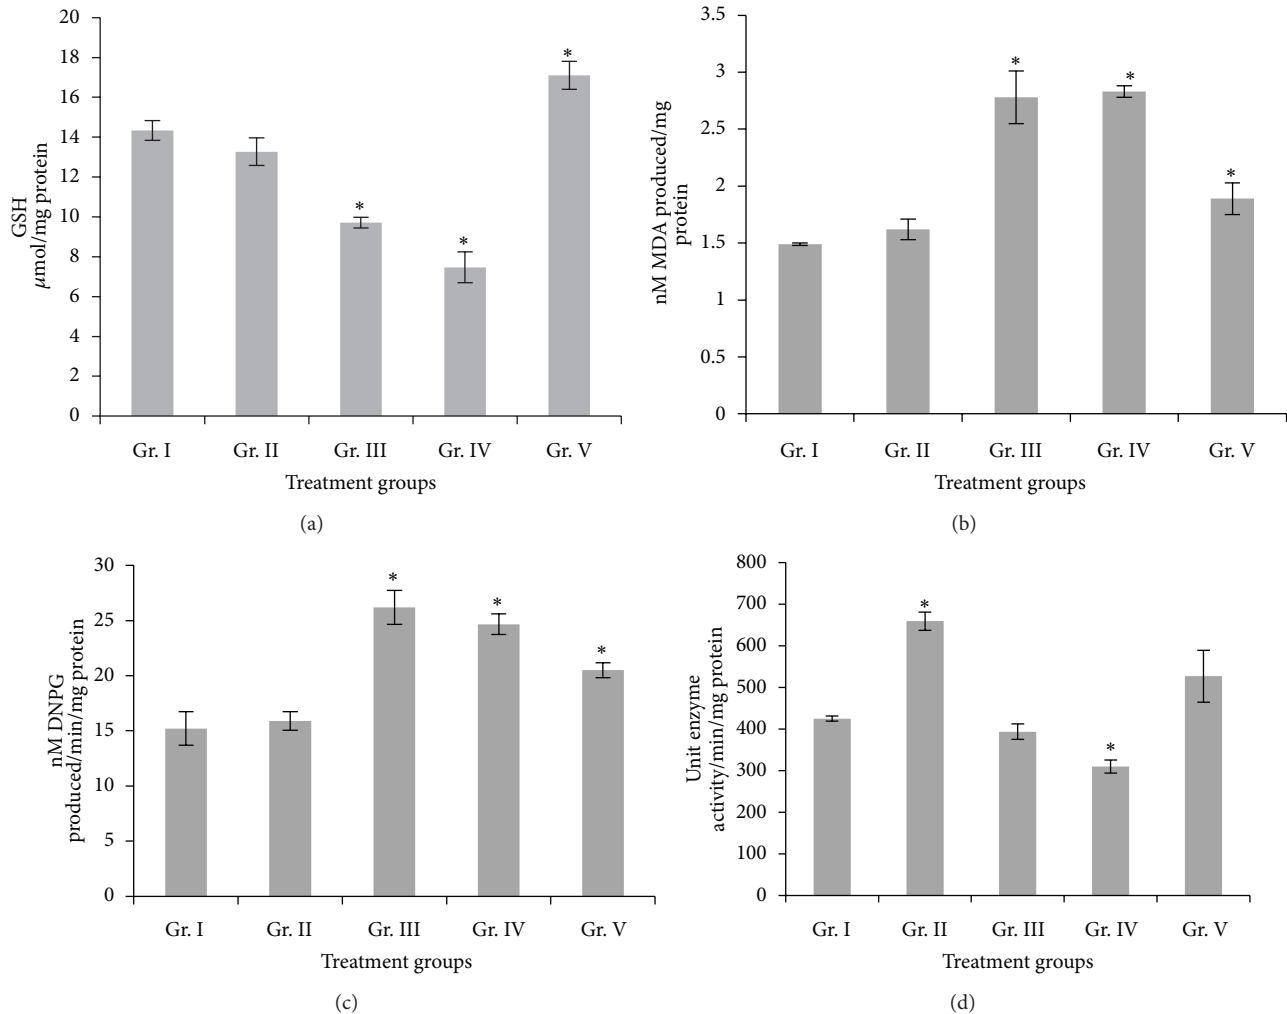 20
18
16
14
12
10
8
6
4
2
0
GSH
μmol/mg protein
*
*
*
Gr. I
Gr. II
Gr. III
Gr. IV
Gr. V
Treatment groups
(a)
3.5
3
2.5
2
1.5
1
0.5
0
nM MDA produced/mg
protein
*
*
*
Gr. I
Gr. II
Gr. III
Gr. IV
Gr. V
Treatment groups
(b)
30
25
20
15
10
5
0
nM DNPG
produced/min/mg protein
*
*
*
Gr. I
Gr. II
Gr. III
Gr. IV
Gr. V
Treatment groups
(c)
800
700
600
500
400
300
200
100
0
Unit enzyme
activity/min/mg protein
*
*
Gr. I
Gr. II
Gr. III
Gr. IV
Gr. V
Treatment groups
(d)